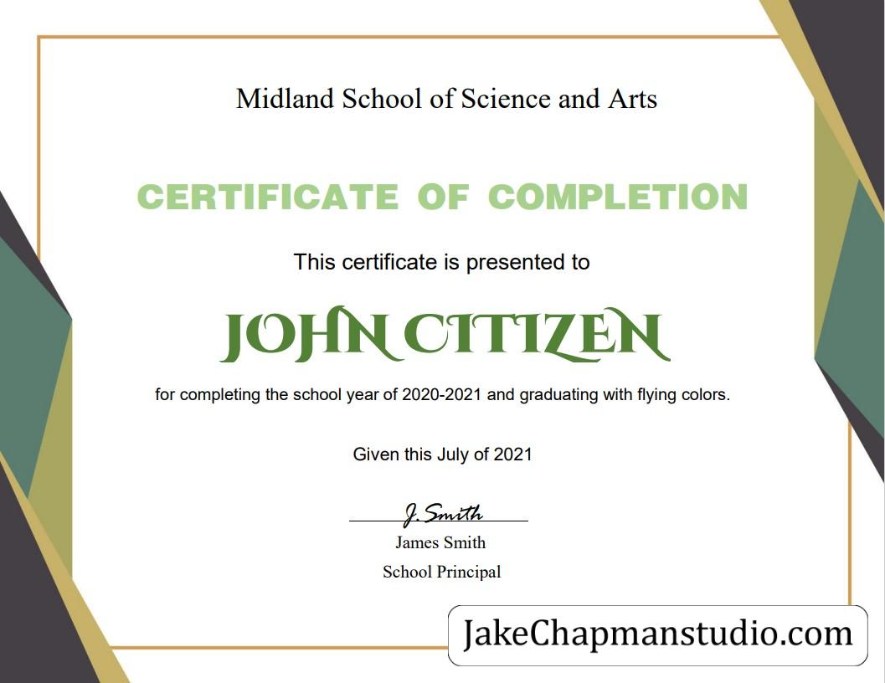 Midland School of Science and Arts
CERTIFICATE OF COMPLETION
This certificate is presented to
JOHN CITIZEN
for completing the school year of 2020-2021 and graduating with flying colors.
Given this July of 2021
J. Smith
James Smith
School Principal
JakeChapmanstudio.com